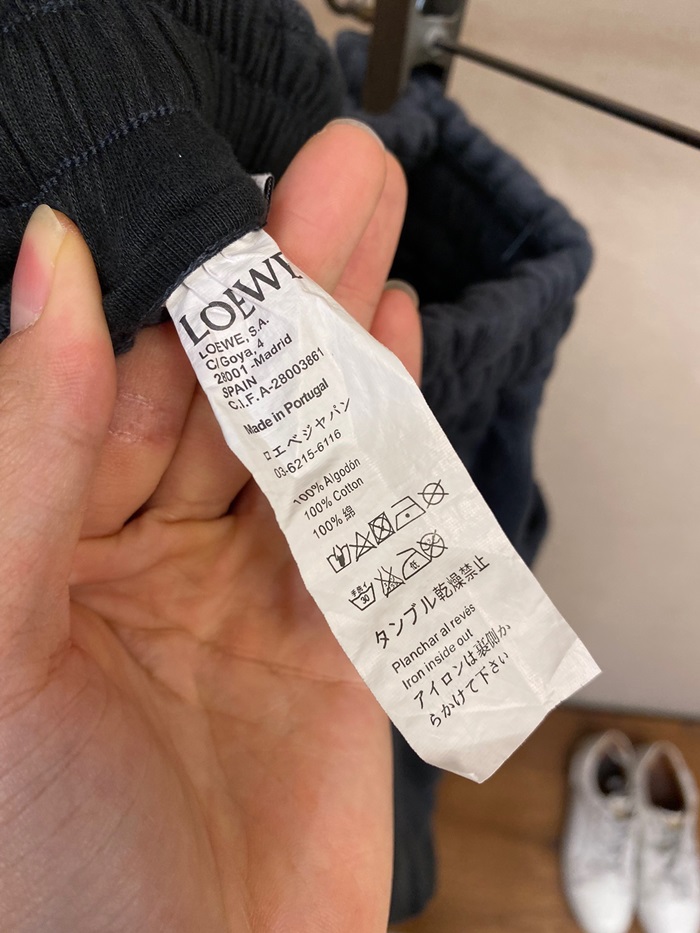 LOEWE
LOEWE, S.A.
C/Goya, 4
28001 -Madrid
SPAIN
C.I.F. A-28003861
Made in Portugal
ロエベジャパン
03-6215-6116
100% Algodón
100% Cotton
100% 綿
30
タンブル乾燥禁止
Planchar al revés
Iron inside out
アイロンは裏側か
らかけて下さい